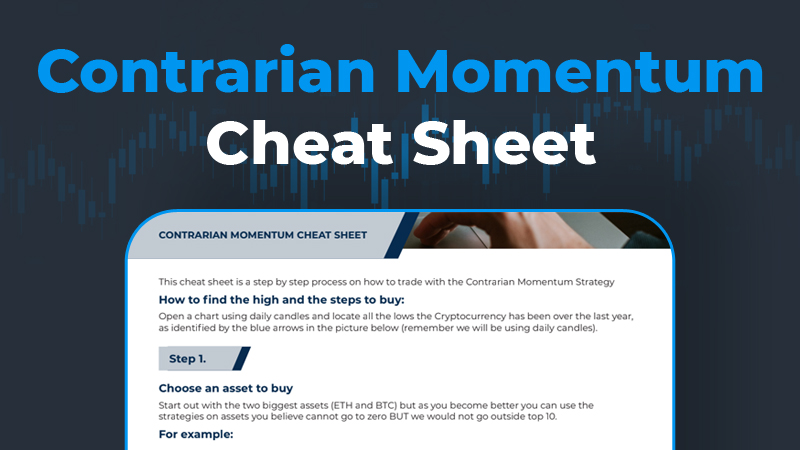 Contrarian Momentum
Cheat Sheet
CONTRARIAN MOMENTUM CHEAT SHEET
This cheat sheet is a step by step process on how to trade with the Contrarian Momentum Strategy
How to find the high and the steps to buy:
Open a chart using daily candles and locate all the lows the Cryptocurrency has been over the last year,
as identified by the blue arrows in the picture below (remember we will be using daily candles).
Step 1.
Choose an asset to buy
Start out with the two biggest assets (ETH and BTC) but as you become better you can use the
strategies on assets you believe cannot go to zero BUT we would not go outside top 10.
For example: